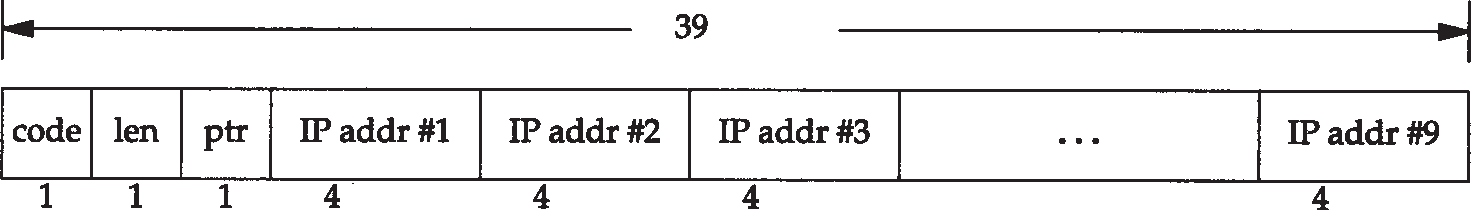 39
code len ptr IP addr #1 IP addr #2 IP addr #3 ... IP addr #9
1 1 1 4 4 4 4